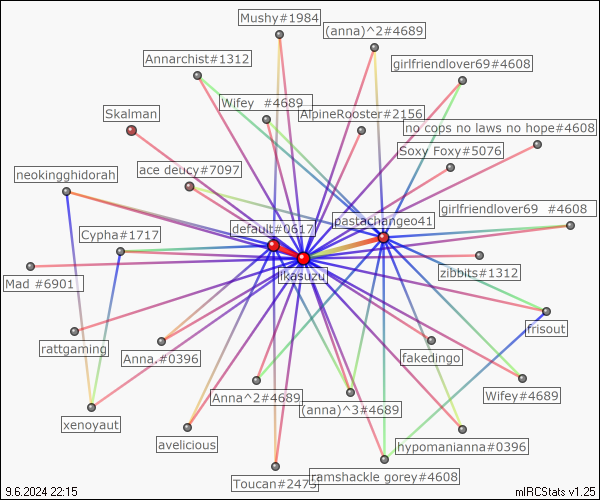 Mushy#1984
(anna)^2#4689
Annarchist#1312
girlfriendlover69#4608
Wifey  #4689
Skalman
AlpineRooster#2156
no cops no laws no hope#4608
Soxy Foxy#5076
ace deucy#7097
neokingghidorah
girlfriendlover69  #4608
pastachangeo41
default#0617
Cypha#1717
zibbits#1312
likasuzu
Mad #6901
frisout
rattgaming
Anna.#0396
fakedingo
Wifey#4689
Anna^2#4689
(anna)^3#4689
xenoyaut
avelicious
hypomanianna#0396
ramshackle gorey#4608
Toucan#2475
9.6.2024 22:15
mIRCStats v1.25